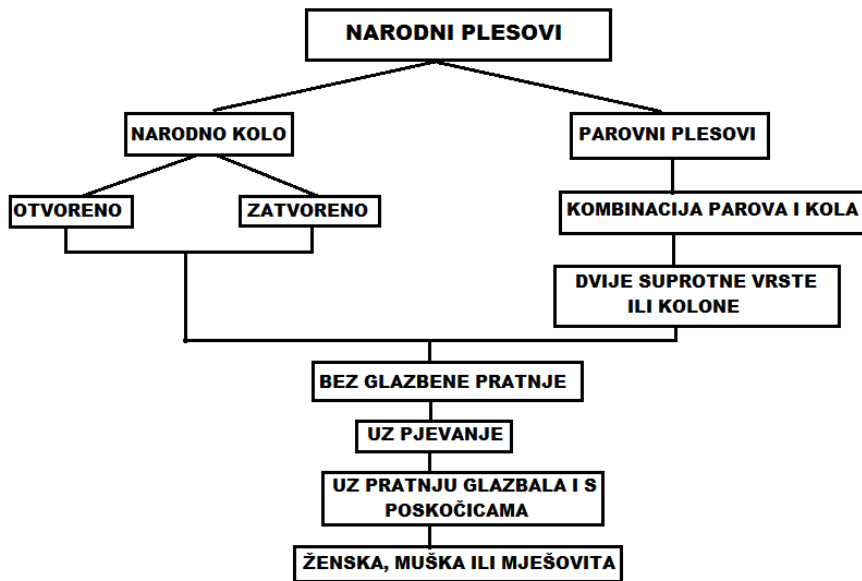 NARODNI PLESOVI
NARODNO KOLO
PAROVNI PLESOVI
OTVORENO
ZATVORENO
KOMBINACIJA PAROVA I KOLA
DVIJE SUPROTNE VRSTE
ILI KOLONE
BEZ GLAZBENE PRATNJE
UZ PJEVANJE
UZ PRATNJU GLAZBALA I S
POSKOČICAMA
ŽENSKA, MUŠKA ILI MJEŠOVITA